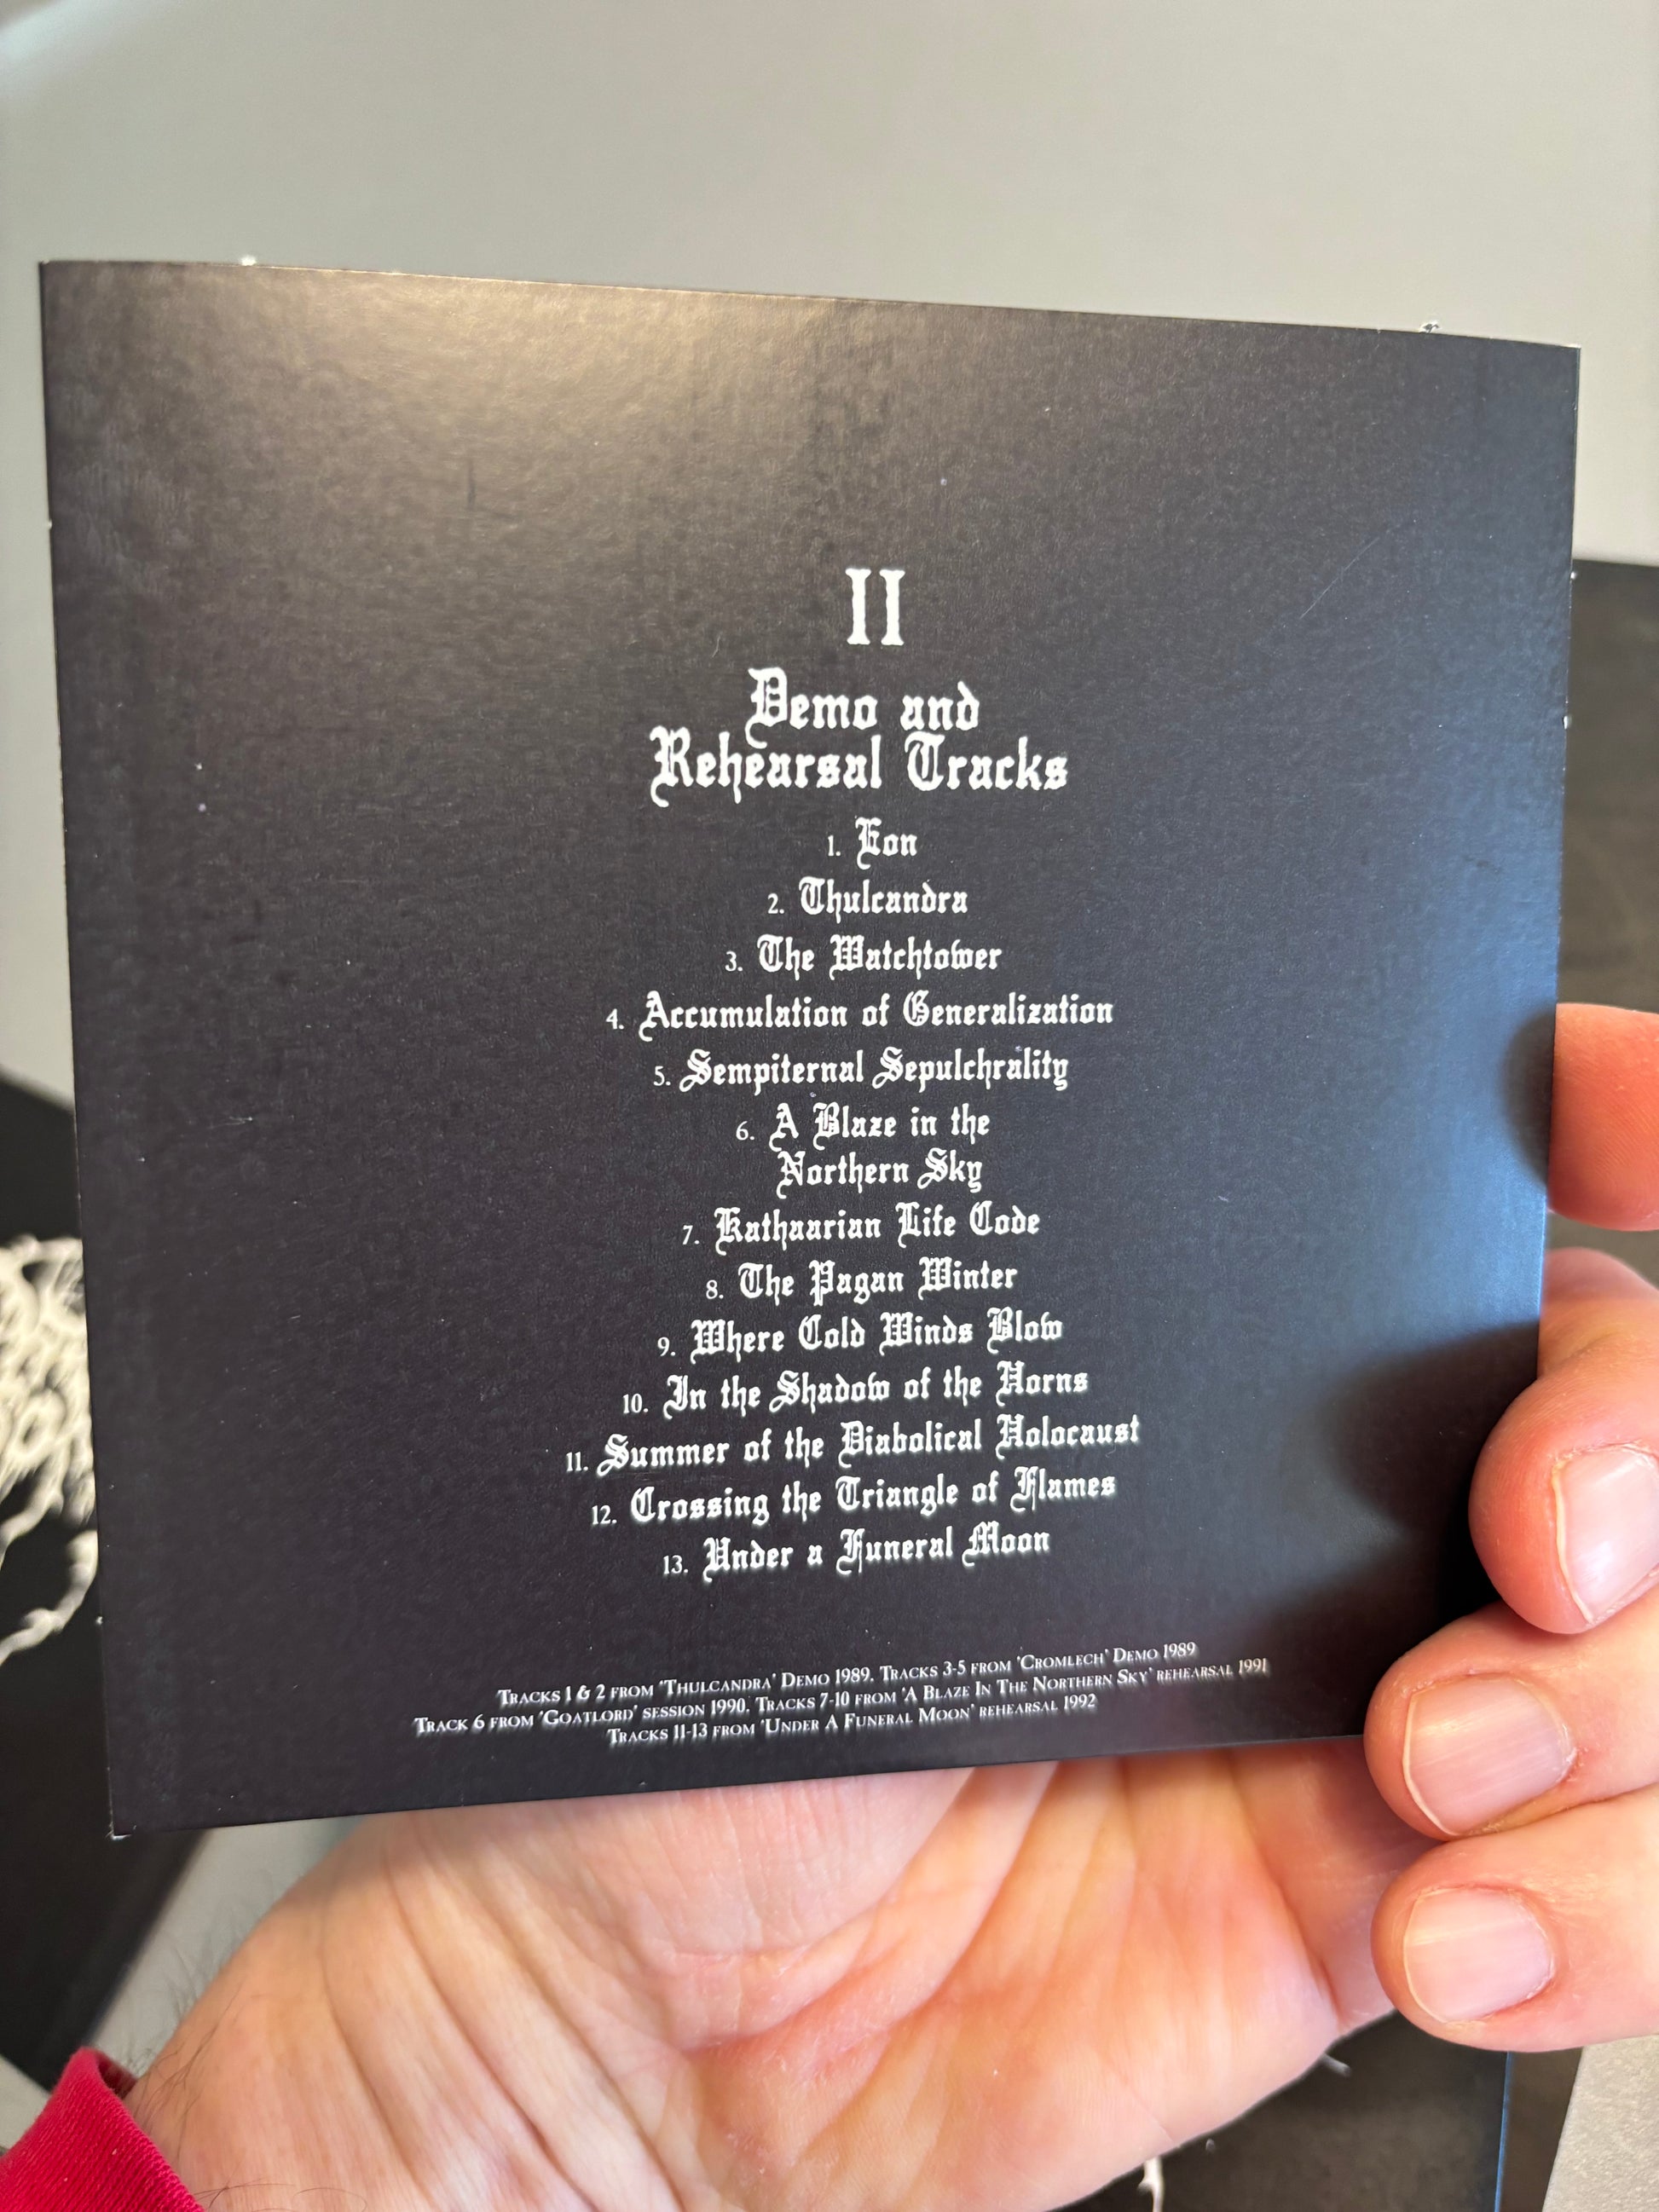 II
Demo and
Rehearsal Tracks
1. Eon
2. Thulcandra
3. The Watchtower
4. Accumulation of Generalization
5. Sempiternal Sepulchrality
6. A Blaze in the
Northern Sky
7. Kathaarian Life Code
8. The Pagan Winter
9. Where Cold Winds Blow
10. In the Shadow of the Horns
11. Summer of the Diabolical Holocaust
12. Crossing the Triangle of Flames
13. Under a Funeral Moon
Tracks 1 & 2 from 'Thulcandra' Demo 1989. Tracks 3-5 from 'Cromlech' Demo 1989
Track 6 from 'Goatlord' session 1990. Tracks 7-10 from 'A Blaze In The Northern Sky' rehearsal 1991
Tracks 11-13 from 'Under A Funeral Moon' rehearsal 1992